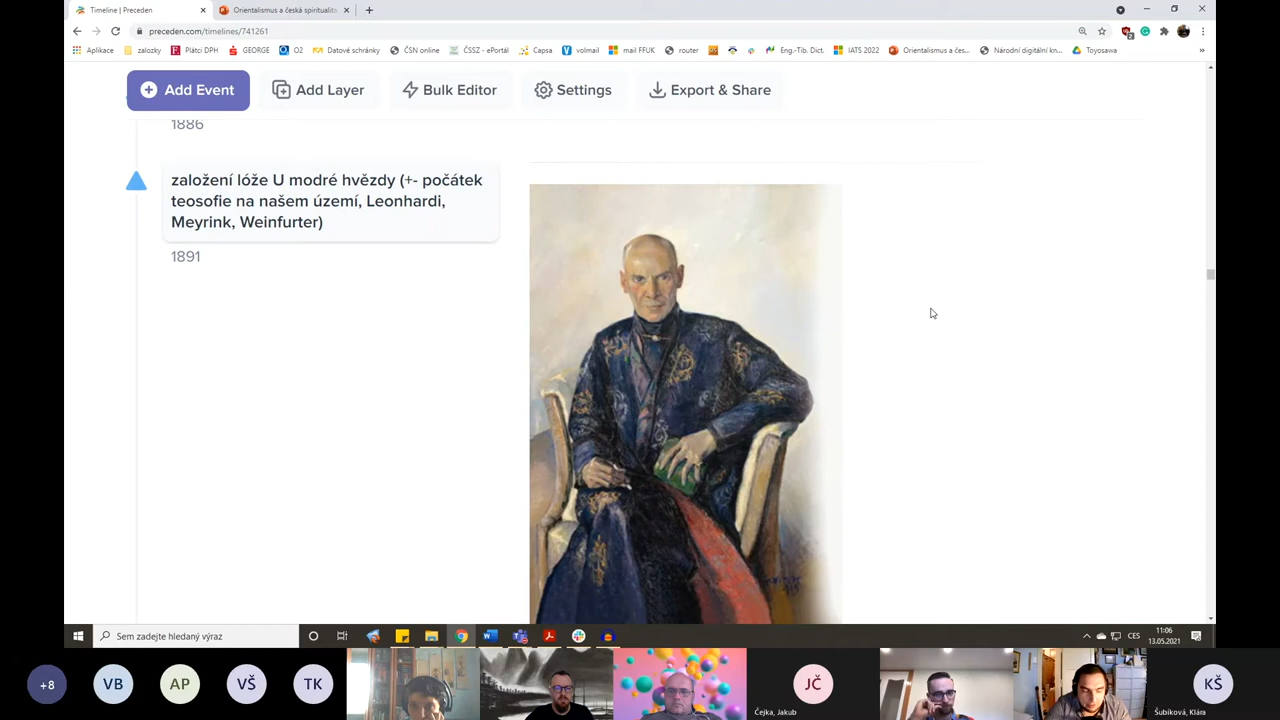 Timeline | Preceden
Orientalismus a česká spiritualita
preceden.com/timelines/741261
Aplikace
zalozky
Plátci DPH
GEORGE
O2
Datové schránky
ČSN online
ČSSZ - ePortál
Capsa
volmail
mail FFUK
router
Eng.-Tib. Dict.
IATS 2022
Orientalismus a čes...
Národní digitální kn...
Toyosawa
Add Event
Add Layer
Bulk Editor
Settings
Export & Share
1886
založení lóže U modré hvězdy (+- počátek
teosofie na našem území, Leonhardi,
Meyrink, Weinfurter)
1891
Sem zadejte hledaný výraz
CES
11:06
13.05.2021
+8
VB
AP
VŠ
TK
JČ
Čejka, Jakub
KŠ
Šubíková, Klára